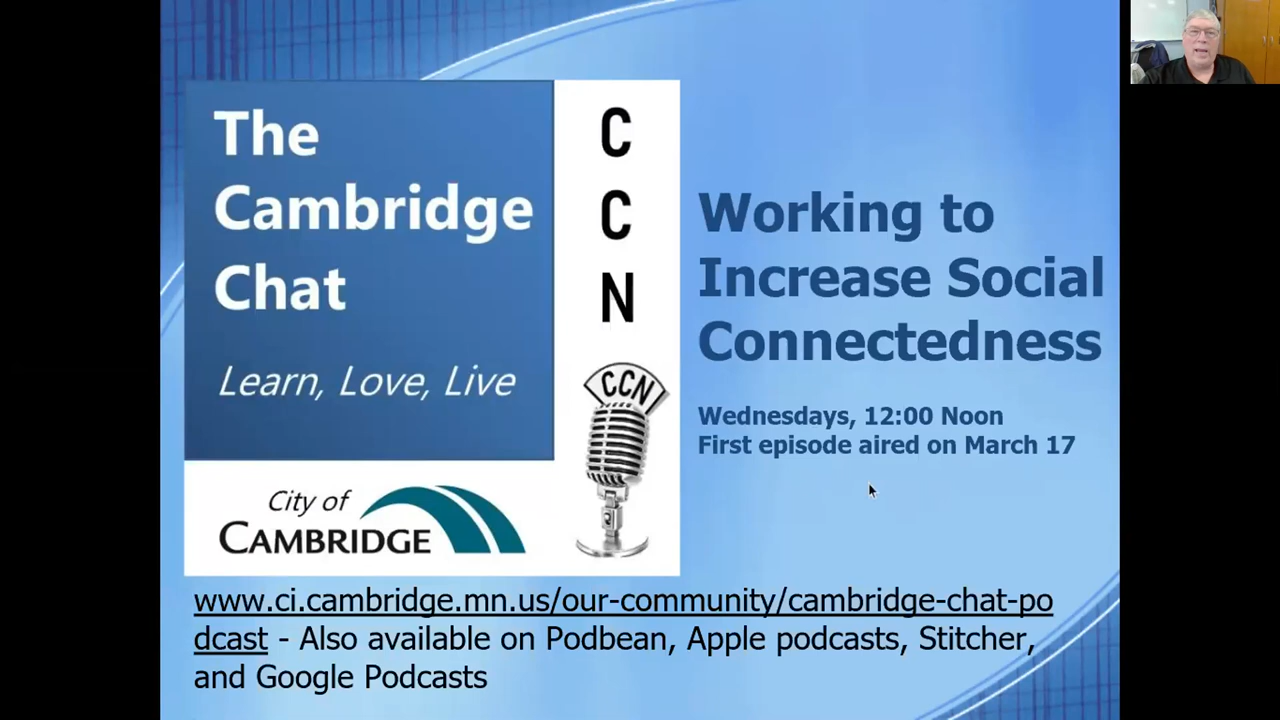 The
Cambridge
Chat
Learn, Love, Live
C
C
N
CCN
City of
CAMBRIDGE
Working to
Increase Social
Connectedness
Wednesdays, 12:00 Noon
First episode aired on March 17
www.ci.cambridge.mn.us/our-community/cambridge-chat-po
dcast - Also available on Podbean, Apple podcasts, Stitcher,
and Google Podcasts